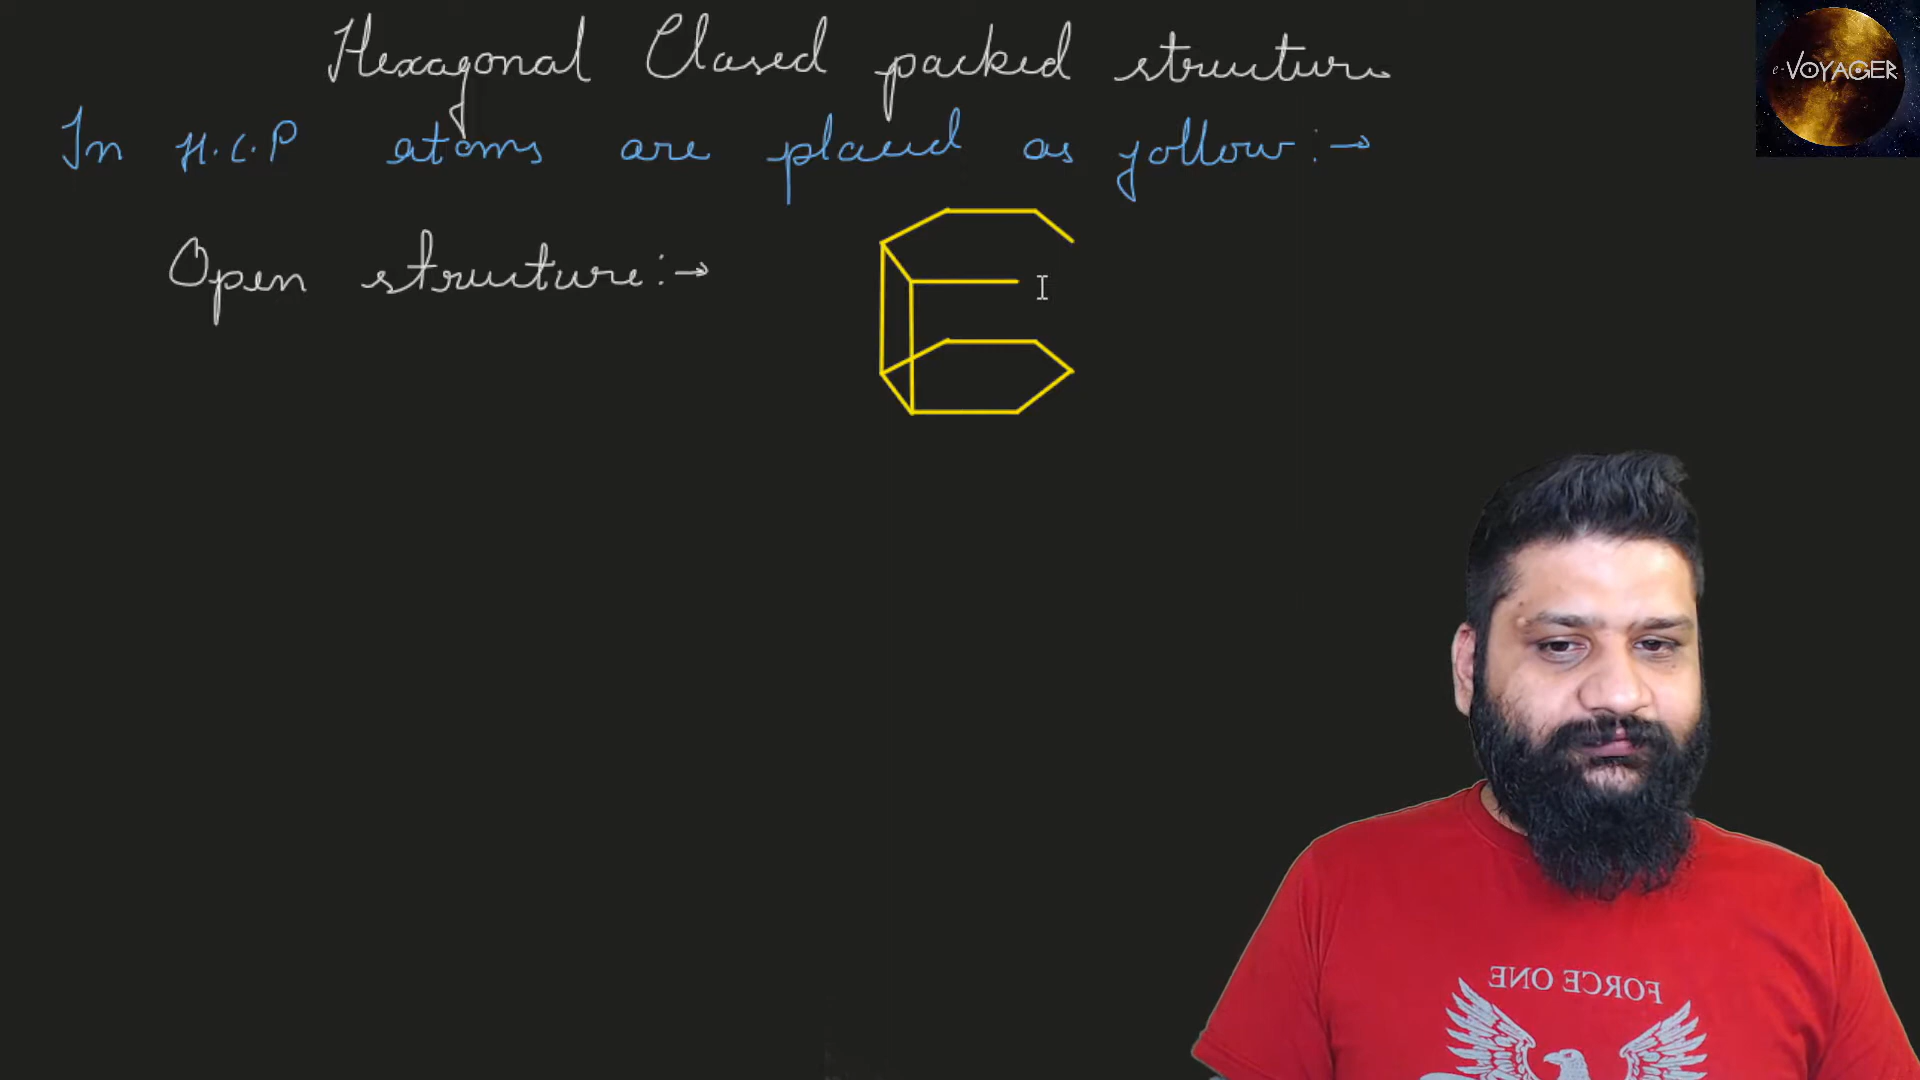 Hexagonal Closed packed structure
e-VOYAGER
In H.C.P atoms are placed as follow:→
Open structure:→
FORCE ONE